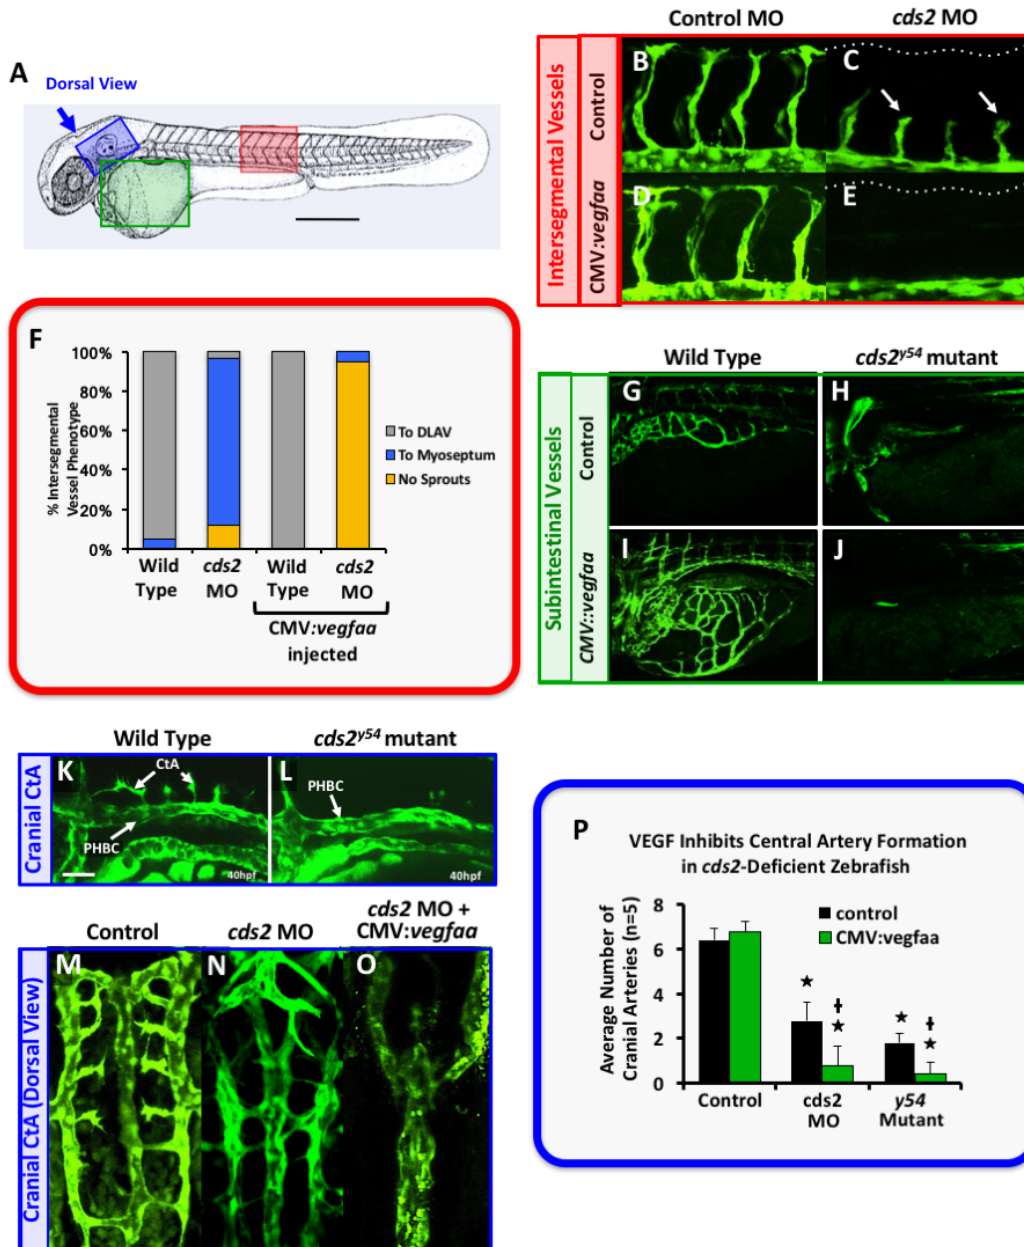 A
Dorsal View
Control MO
cds2 MO
Intersegmental Vessels
Control
CMV:vegfaa
B
C
D
E
F
100%
80%
60%
40%
20%
0%
% Intersegmental
Vessel Phenotype
To DLAV
To Myoseptum
No Sprouts
Wild
Type
cds2
MO
Wild
Type
cds2
MO
CMV:vegfaa
injected
Wild Type
cds2y54 mutant
Subintestinal Vessels
Control
CMV::vegfaa
G
H
I
J
Wild Type
cds2y54 mutant
Cranial CtA
K
CtA
PHBC
40hpf
L
PHBC
40hpf
Control
cds2 MO
cds2 MO +
CMV:vegfaa
Cranial CtA (Dorsal View)
M
N
O
P
VEGF Inhibits Central Artery Formation
in cds2-Deficient Zebrafish
Average Number of
Cranial Arteries (n=5)
8
6
4
2
0
control
CMV:vegfaa
★
ǂ
★
★
ǂ
★
Control
cds2
MO
y54
Mutant